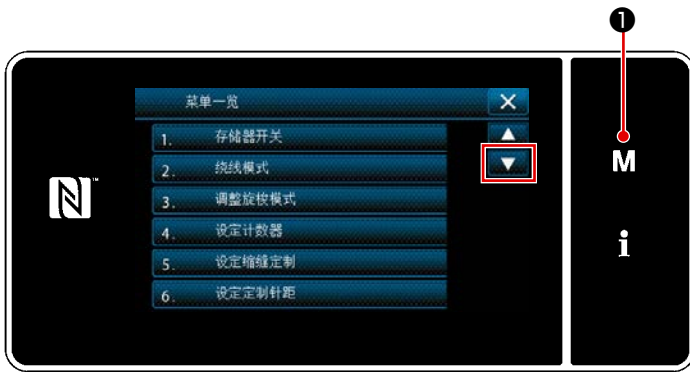 ❶
菜单一览
1. 存储器开关
2. 绕线模式
3. 调整旋梭模式
4. 设定计数器
5. 设定缩缝定制
6. 设定定制针距
M
i
N
™